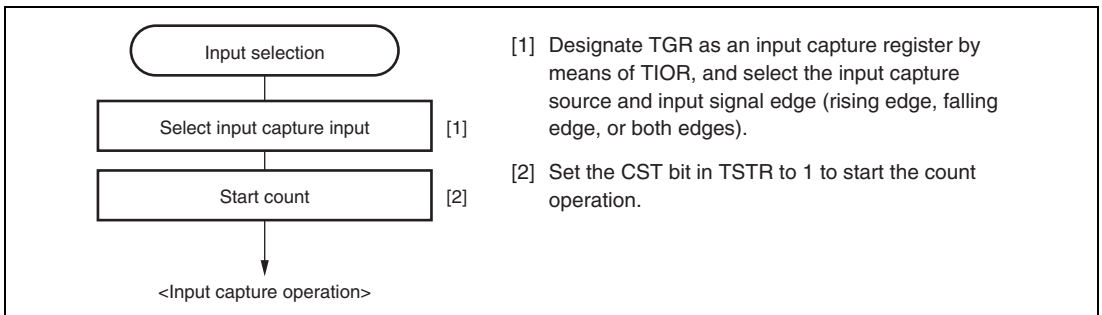 Input selection
Select input capture input
[1]
Start count
[2]
<Input capture operation>
[1] Designate TGR as an input capture register by
means of TIOR, and select the input capture
source and input signal edge (rising edge, falling
edge, or both edges).
[2] Set the CST bit in TSTR to 1 to start the count
operation.